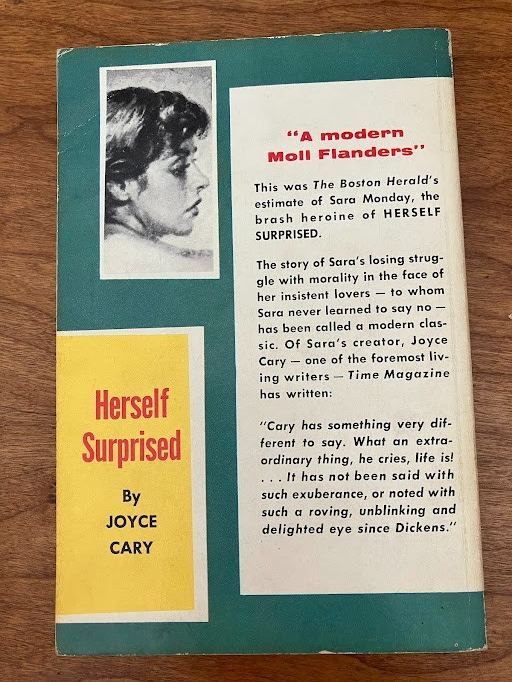 "A modern
Moll Flanders"
This was The Boston Herald's
estimate of Sara Monday, the
brash heroine of HERSELF
SURPRISED.
The story of Sara's losing strug-
gle with morality in the face of
her insistent lovers — to whom
Sara never learned to say no —
has been called a modern clas-
sic. Of Sara's creator, Joyce
Cary — one of the foremost liv-
ing writers — Time Magazine
has written:
"Cary has something very dif-
ferent to say. What an extra-
ordinary thing, he cries, life is!
. . . It has not been said with
such exuberance, or noted with
such a roving, unblinking and
delighted eye since Dickens."
Herself
Surprised
By
JOYCE
CARY